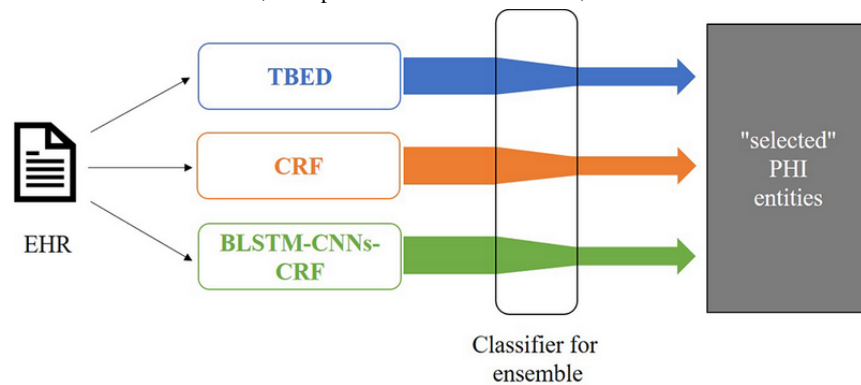 TBED
CRF
BLSTM-CNNs-
CRF
EHR
"selected"
PHI
entities
Classifier for
ensemble